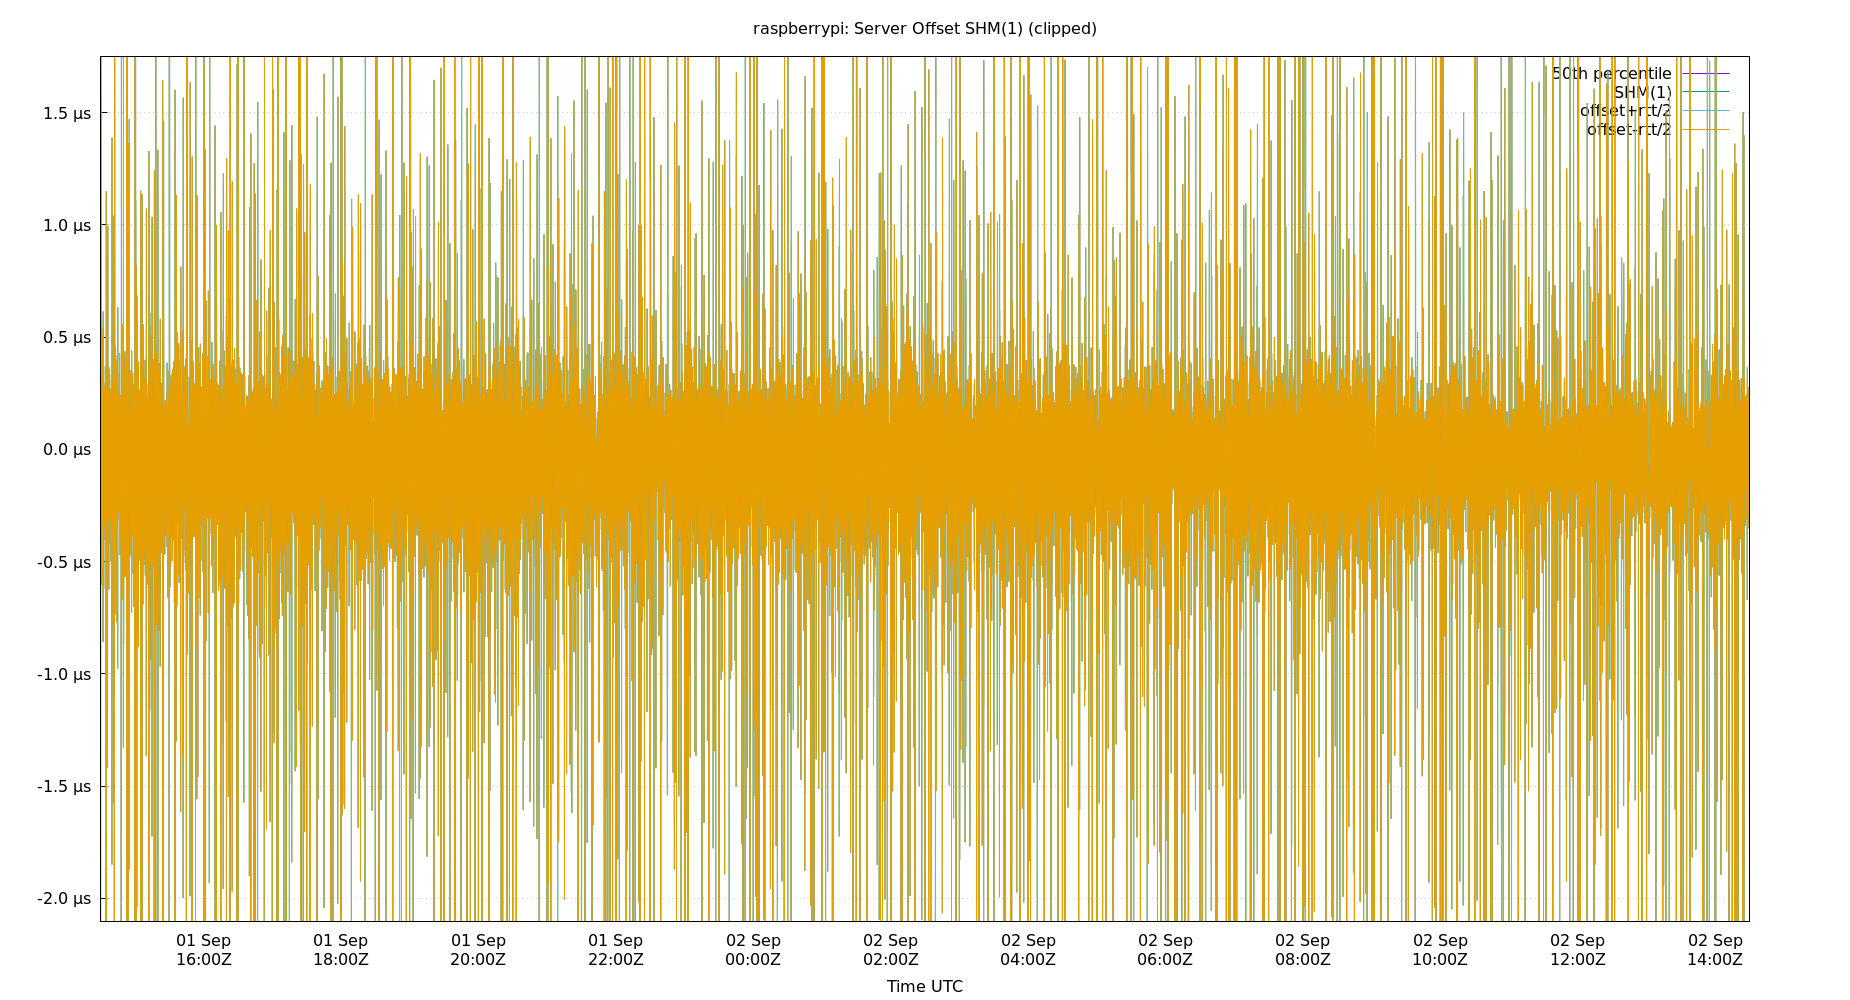 raspberrypi: Server Offset SHM(1) (clipped)
50th percentile
SHM(1)
offset+rtt/2
offset-rtt/2
1.5 µs
1.0 µs
0.5 µs
0.0 µs
-0.5 µs
-1.0 µs
-1.5 µs
-2.0 µs
01 Sep 01 Sep 01 Sep 01 Sep 02 Sep 02 Sep 02 Sep 02 Sep 02 Sep 02 Sep 02 Sep 02 Sep
16:00Z 18:00Z 20:00Z 22:00Z 00:00Z 02:00Z 04:00Z 06:00Z 08:00Z 10:00Z 12:00Z 14:00Z
Time UTC